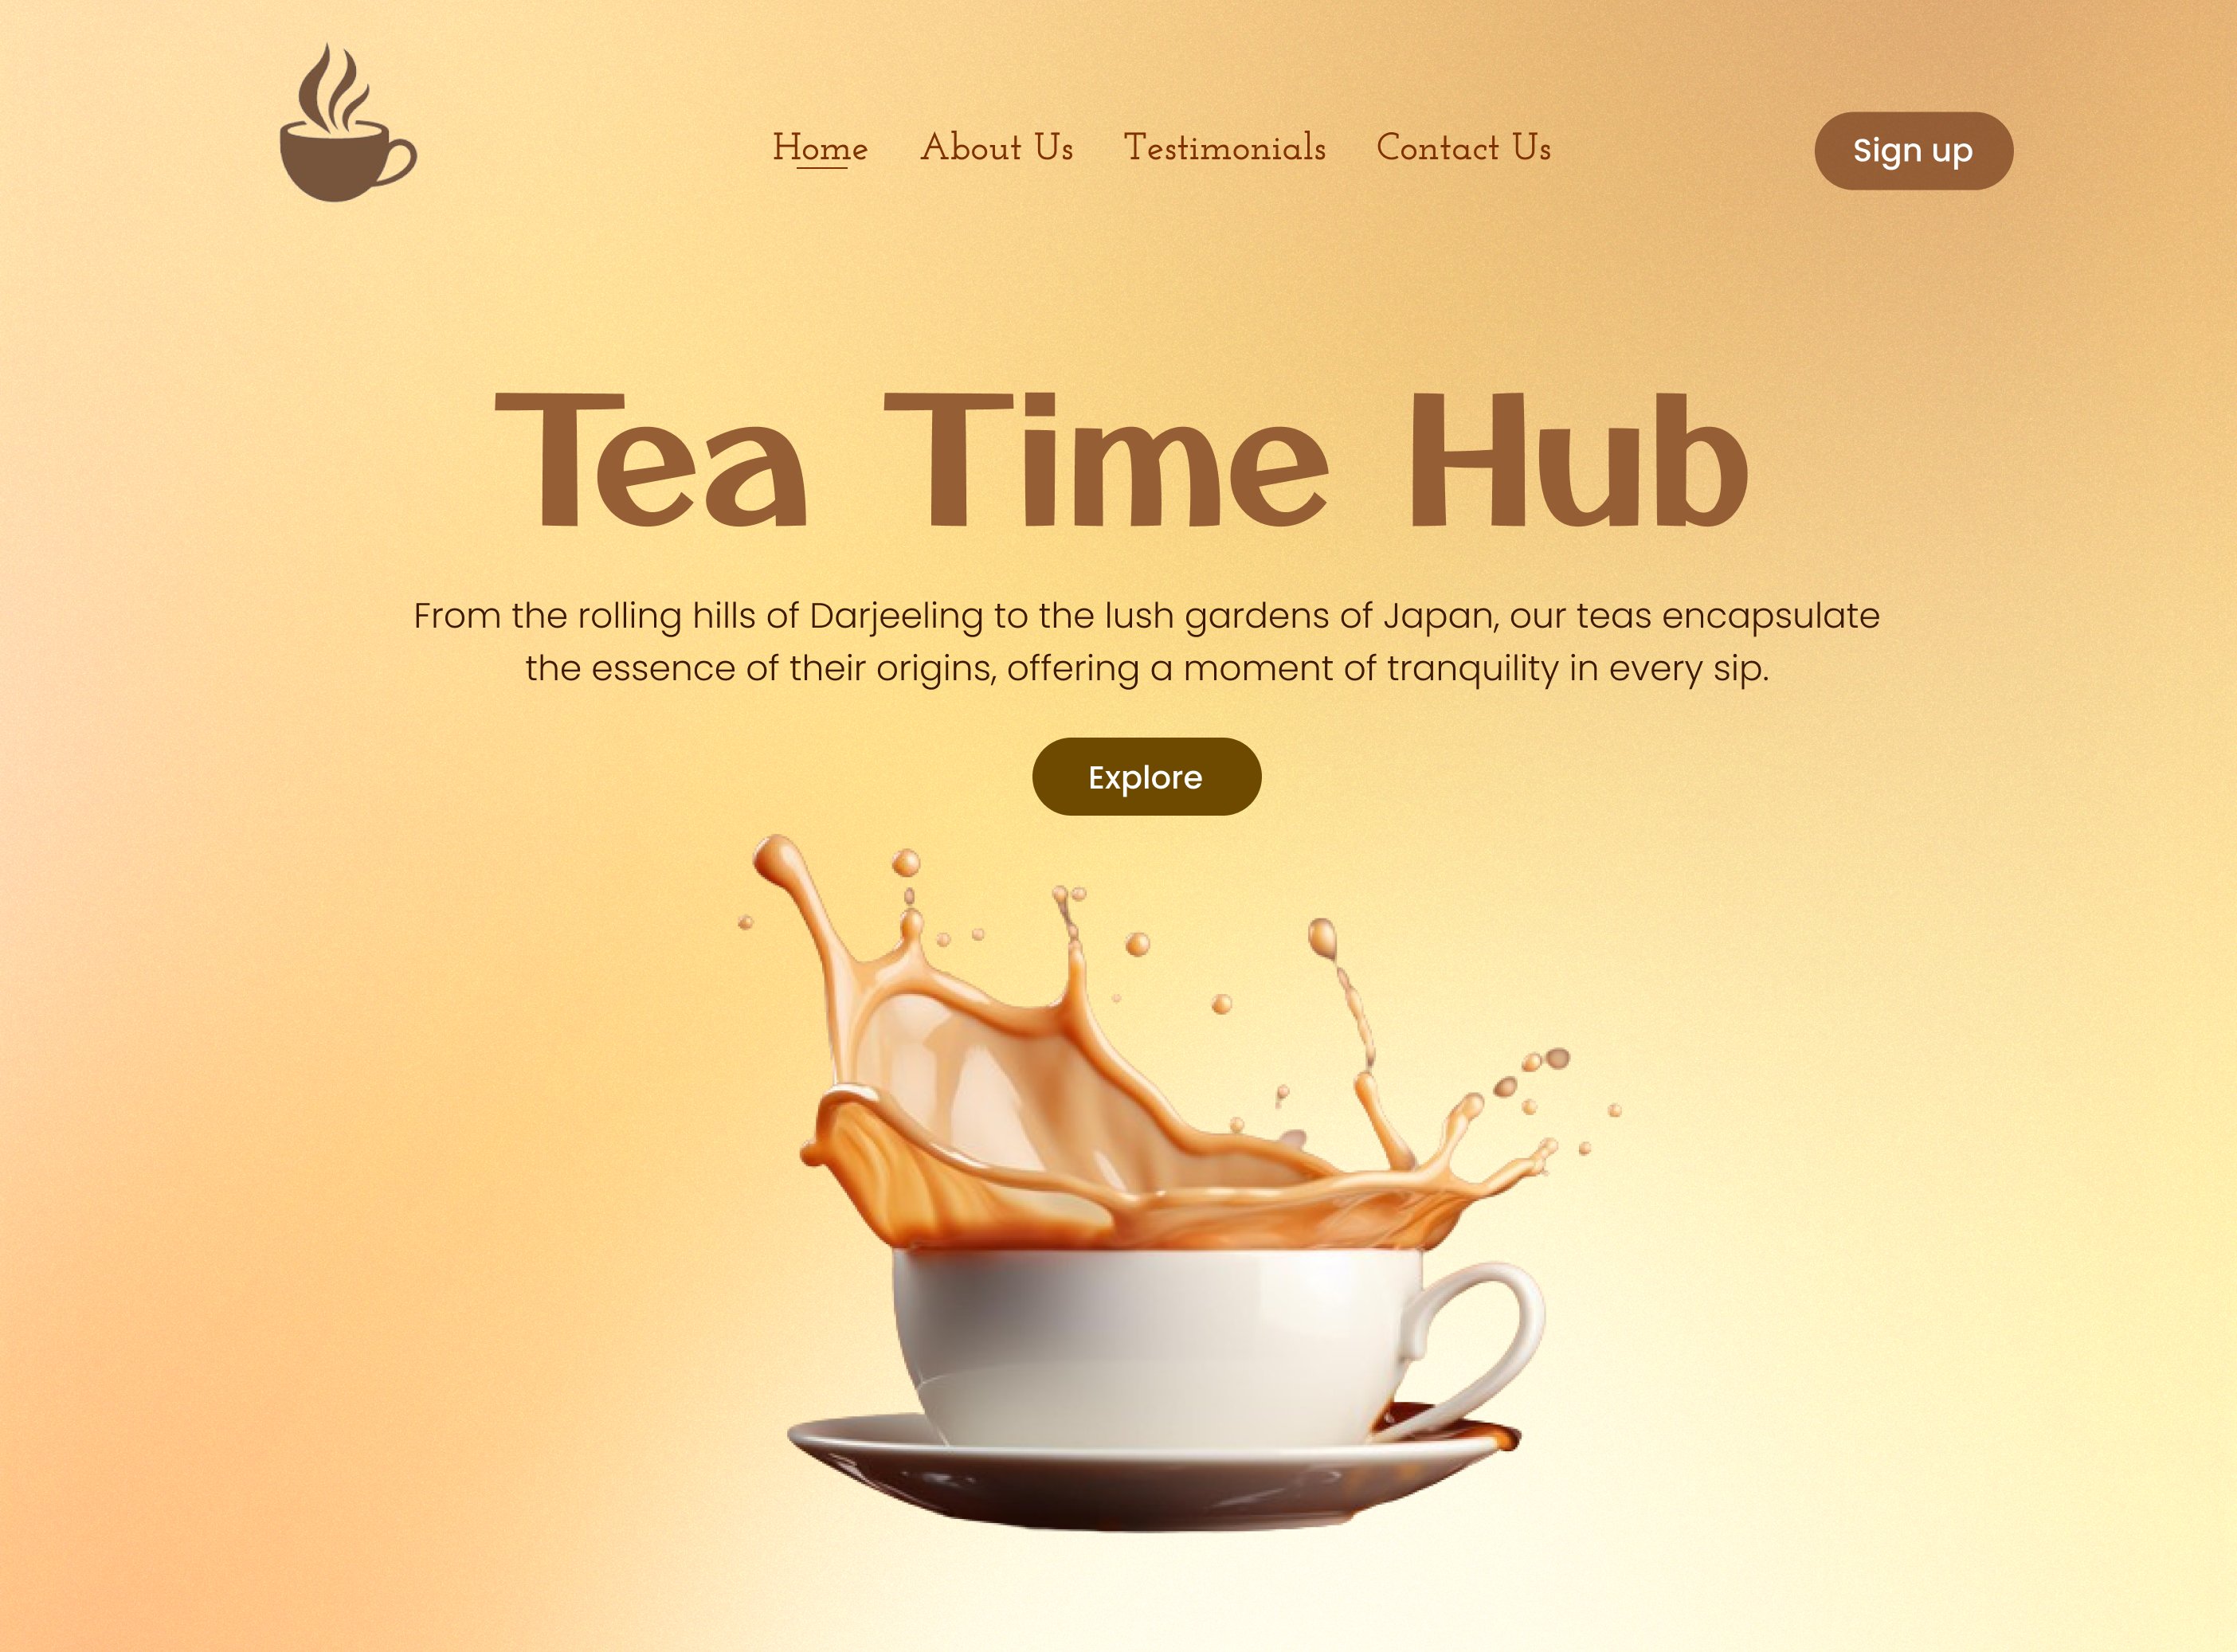 Home About Us Testimonials Contact Us Sign up
Tea Time Hub
From the rolling hills of Darjeeling to the lush gardens of Japan, our teas encapsulate
the essence of their origins, offering a moment of tranquility in every sip.
Explore